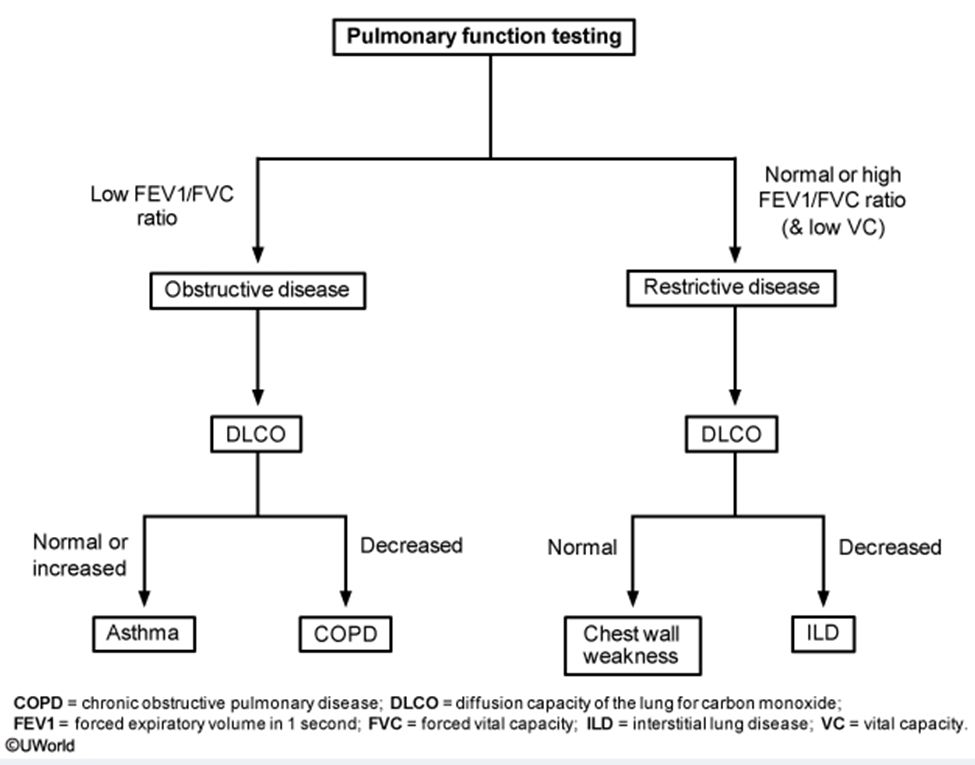 Pulmonary function testing
Low FEV1/FVC
ratio
Normal or high
FEV1/FVC ratio
(& low VC)
Obstructive disease
Restrictive disease
DLCO
DLCO
Normal or
increased
Decreased
Normal
Decreased
Asthma
COPD
Chest wall
weakness
ILD
COPD = chronic obstructive pulmonary disease; DLCO = diffusion capacity of the lung for carbon monoxide;
FEV1 = forced expiratory volume in 1 second; FVC = forced vital capacity; ILD = interstitial lung disease; VC = vital capacity.
©UWorld